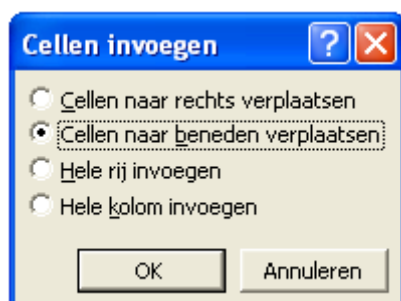 Cellen invoegen
Cellen naar rechts verplaatsen
Cellen naar beneden verplaatsen
Hele rij invoegen
Hele kolom invoegen
OK Annuleren